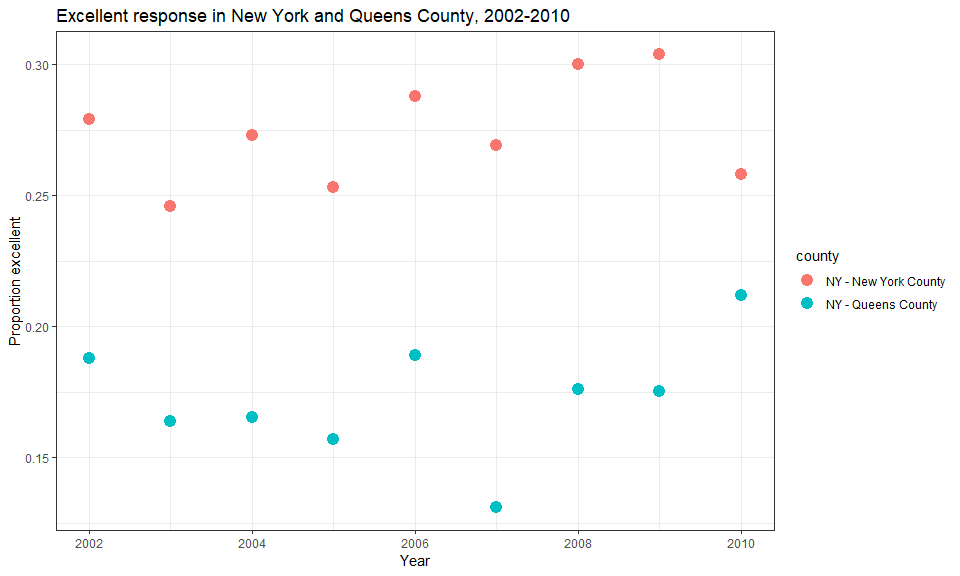 Excellent response in New York and Queens County, 2002-2010
Proportion excellent
0.30
0.25
0.20
0.15
2002
2004
2006
2008
2010
Year
county
NY - New York County
NY - Queens County